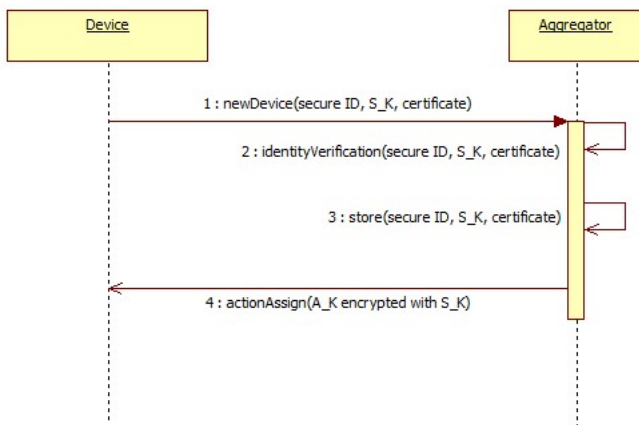 Device
Aggregator
1 : newDevice(secure ID, S_K, certificate)
2 : identityVerification(secure ID, S_K, certificate)
3 : store(secure ID, S_K, certificate)
4 : actionAssign(A_K encrypted with S_K)